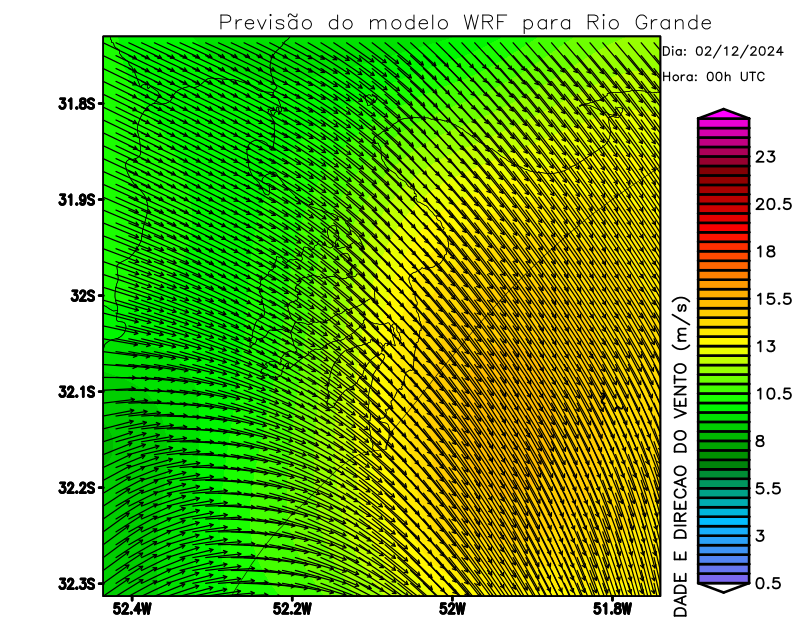 Previsão do modelo WRF para Rio Grande
Dia: 02/12/2024
Hora: 00h UTC
31.8S
31.9S
32S
32.1S
32.2S
32.3S
52.4W
52.2W
52W
51.8W
23
20.5
18
15.5
13
10.5
8
5.5
3
0.5
DADE E DIRECAO DO VENTO (m/s)